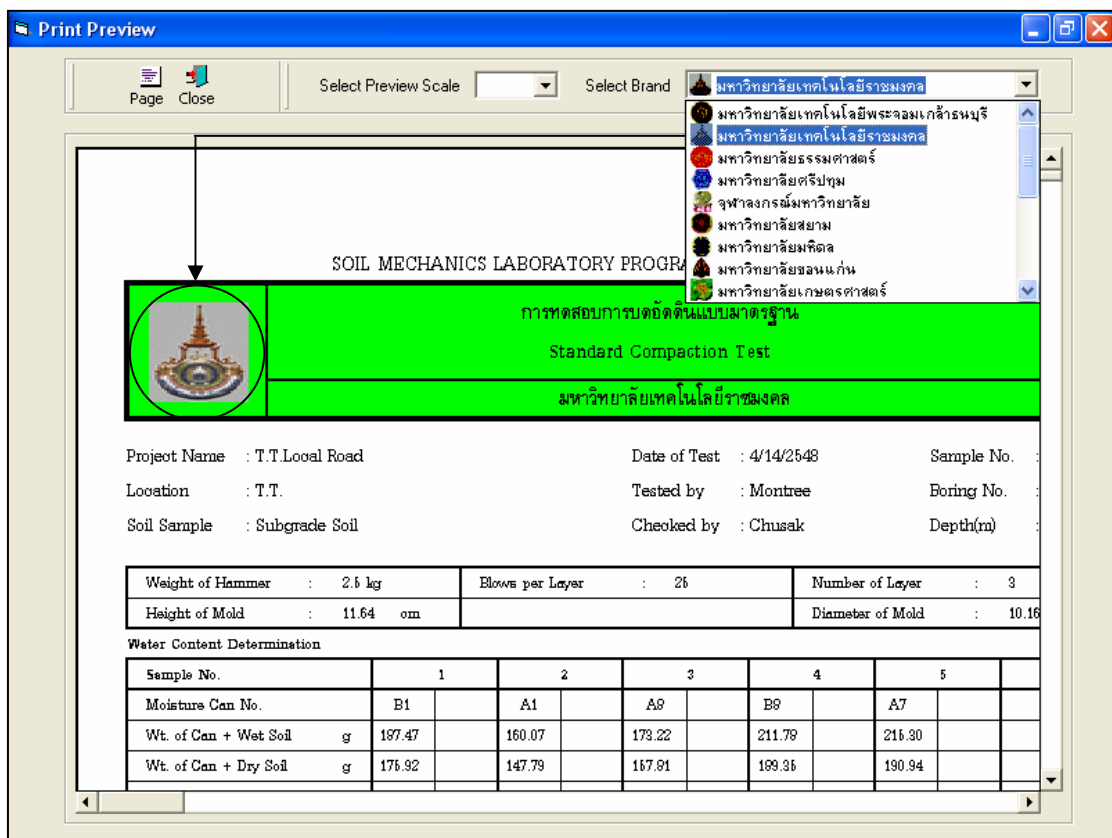 Print Preview
Page Close Select Preview Scale Select Brand มหาวิทยาลัยเทคโนโลยีราชมงคล
มหาวิทยาลัยเทคโนโลยีพระจอมเกล้าธนบุรี
มหาวิทยาลัยเทคโนโลยีราชมงคล
มหาวิทยาลัยธรรมศาสตร์
มหาวิทยาลัยศรีปทุม
จุฬาลงกรณ์มหาวิทยาลัย
มหาวิทยาลัยสยาม
มหาวิทยาลัยมหิดล
มหาวิทยาลัยขอนแก่น
มหาวิทยาลัยเกษตรศาสตร์
SOIL MECHANICS LABORATORY PROGRA
การทดสอบการบดอัดดินแบบมาตรฐาน
Standard Compaction Test
มหาวิทยาลัยเทคโนโลยีราชมงคล
Project Name : T.T.Local Road Date of Test : 4/14/2548 Sample No. :
Location : T.T. Tested by : Montree Boring No. :
Soil Sample : Subgrade Soil Checked by : Chusak Depth(m) :
Weight of Hammer : 2.5 kg Blows per Layer : 25 Number of Layer : 3
Height of Mold : 11.64 cm Diameter of Mold : 10.16
Water Content Determination
Sample No. 1 2 3 4 5
Moisture Can No. B1 A1 A9 B9 A7
Wt. of Can + Wet Soil g 187.47 160.07 173.22 211.79 215.30
Wt. of Can + Dry Soil g 175.92 147.79 157.91 189.35 190.94